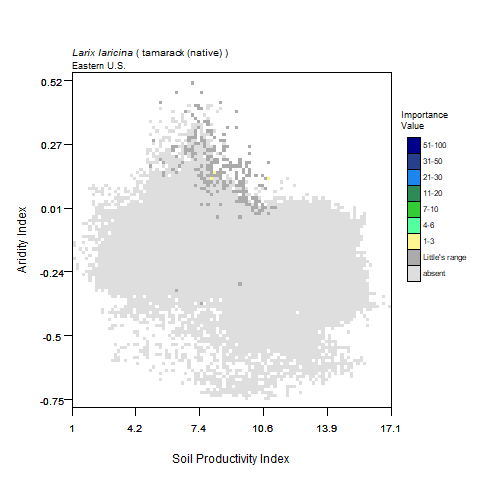 Larix laricina ( tamarack (native) )
Eastern U.S.
0.52
0.27
0.01
-0.24
-0.5
-0.75
Aridity Index
1 4.2 7.4 10.6 13.9 17.1
Soil Productivity Index
Importance
Value
51-100
31-50
21-30
11-20
7-10
4-6
1-3
Little's range
absent